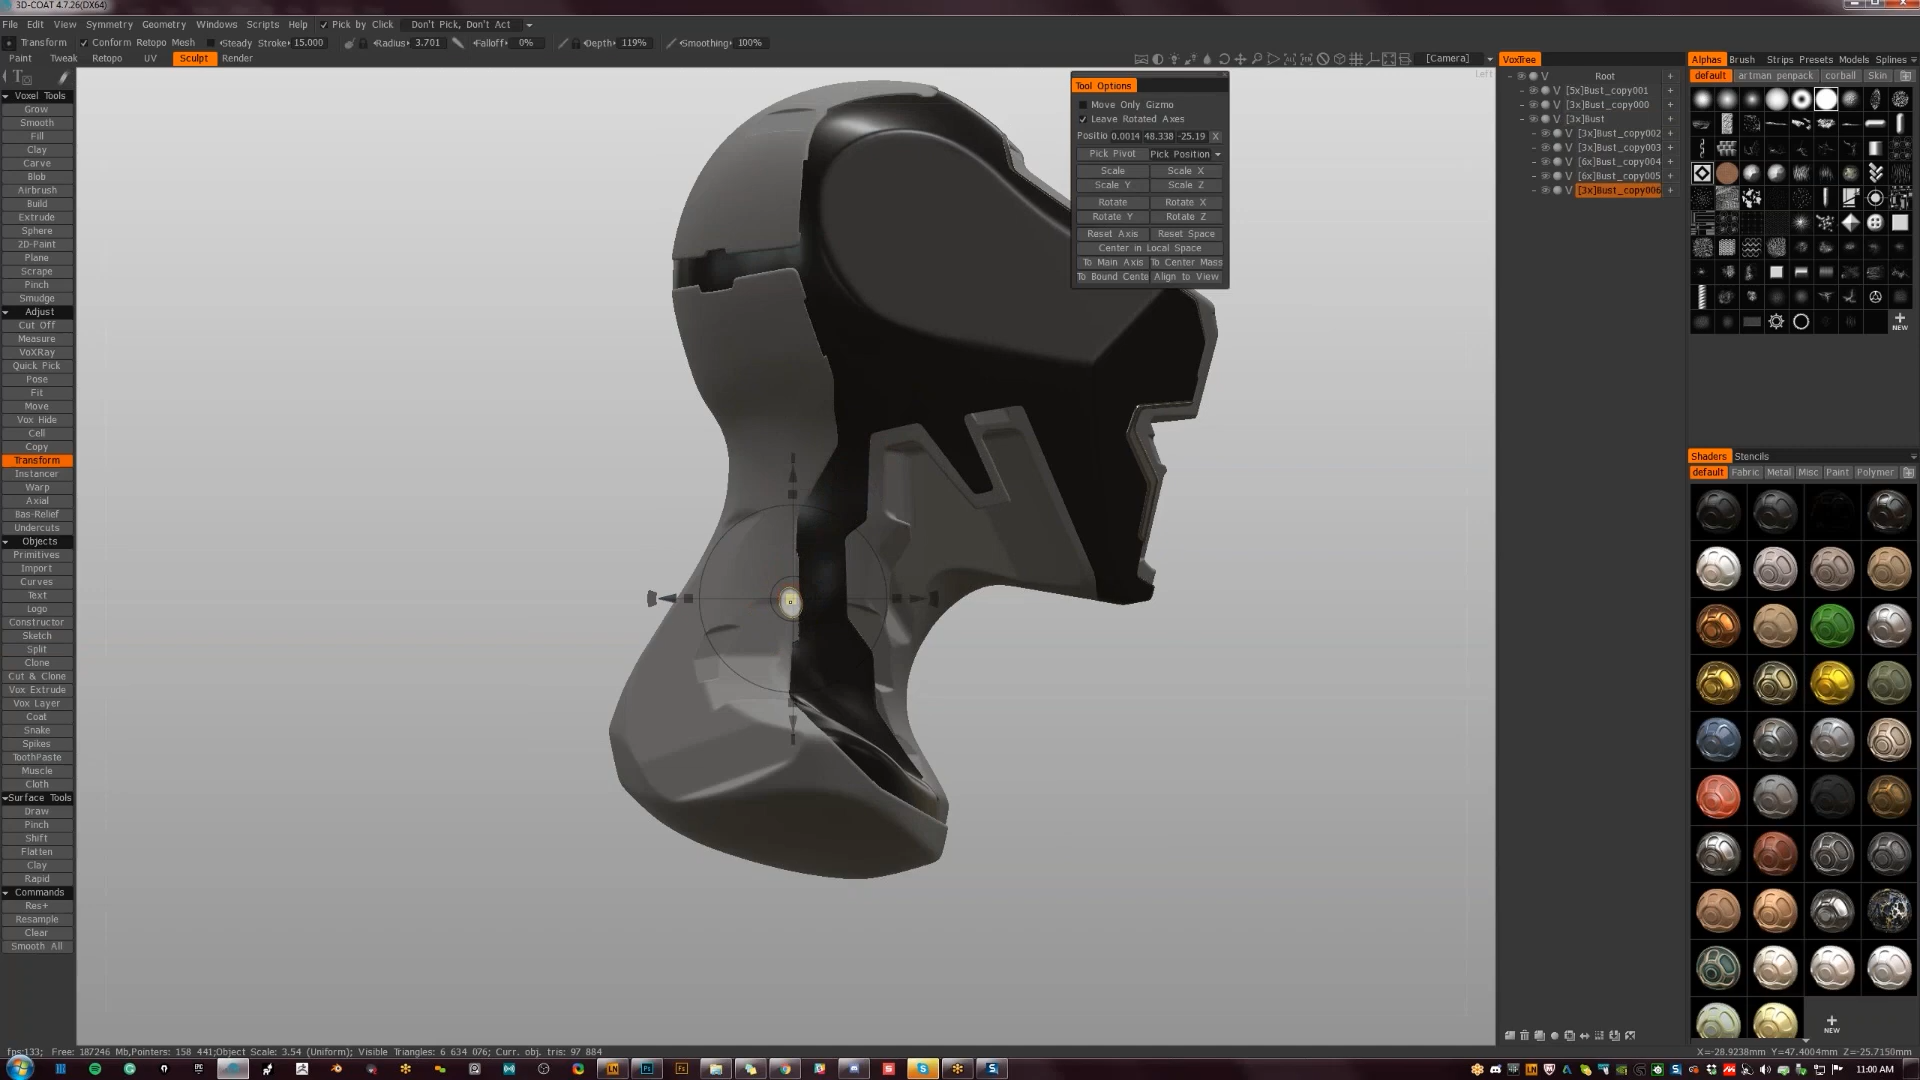 3D-COAT 4.7.26(DX64)
File Edit View Symmetry Geometry Windows Scripts Help Pick by Click Don't Pick, Don't Act
Transform Conform Retopo Mesh Steady Stroke 15.000 Radius 3.701 Falloff 0% Depth 119% Smoothing 100%
Paint Tweak Retopo UV Sculpt Render
[Camera]
Left
Voxel Tools
Grow
Smooth
Fill
Clay
Carve
Blob
Airbrush
Build
Extrude
Sphere
2D-Paint
Plane
Scrape
Pinch
Smudge
Adjust
Cut Off
Measure
VoXRay
Quick Pick
Pose
Fit
Move
Vox Hide
Cell
Copy
Transform
Instancer
Warp
Axial
Bas-Relief
Undercuts
Objects
Primitives
Import
Curves
Text
Logo
Constructor
Sketch
Split
Clone
Cut & Clone
Vox Extrude
Vox Layer
Coat
Snake
Spikes
ToothPaste
Muscle
Cloth
Surface Tools
Draw
Pinch
Shift
Flatten
Clay
Rapid
Commands
Res+
Resample
Clear
Smooth All
Tool Options
Move Only Gizmo
Leave Rotated Axes
Positio 0.0014 48.338 -25.19 X
Pick Pivot Pick Position
Scale Scale X
Scale Y Scale Z
Rotate Rotate X
Rotate Y Rotate Z
Reset Axis Reset Space
Center in Local Space
To Main Axis To Center Mass
To Bound Cente Align to View
VoxTree
V Root +
V [5x]Bust_copy001 +
V [3x]Bust_copy000 +
V [3x]Bust +
V [3x]Bust_copy002 +
V [3x]Bust_copy003 +
V [6x]Bust_copy004 +
V [6x]Bust_copy005 +
V [3x]Bust_copy006 +
Alphas Brush Strips Presets Models Splines
default artman penpack corball Skin
NEW
Shaders Stencils
default Fabric Metal Misc Paint Polymer
NEW
fps:133; Free: 187246 Mb,Pointers: 158 441;Object Scale: 3.54 (Uniform); Visible Triangles: 6 634 076; Curr. obj. tris: 97 884
X=-28.9238mm Y=47.4004mm Z=-25.7150mm
11:00 AM